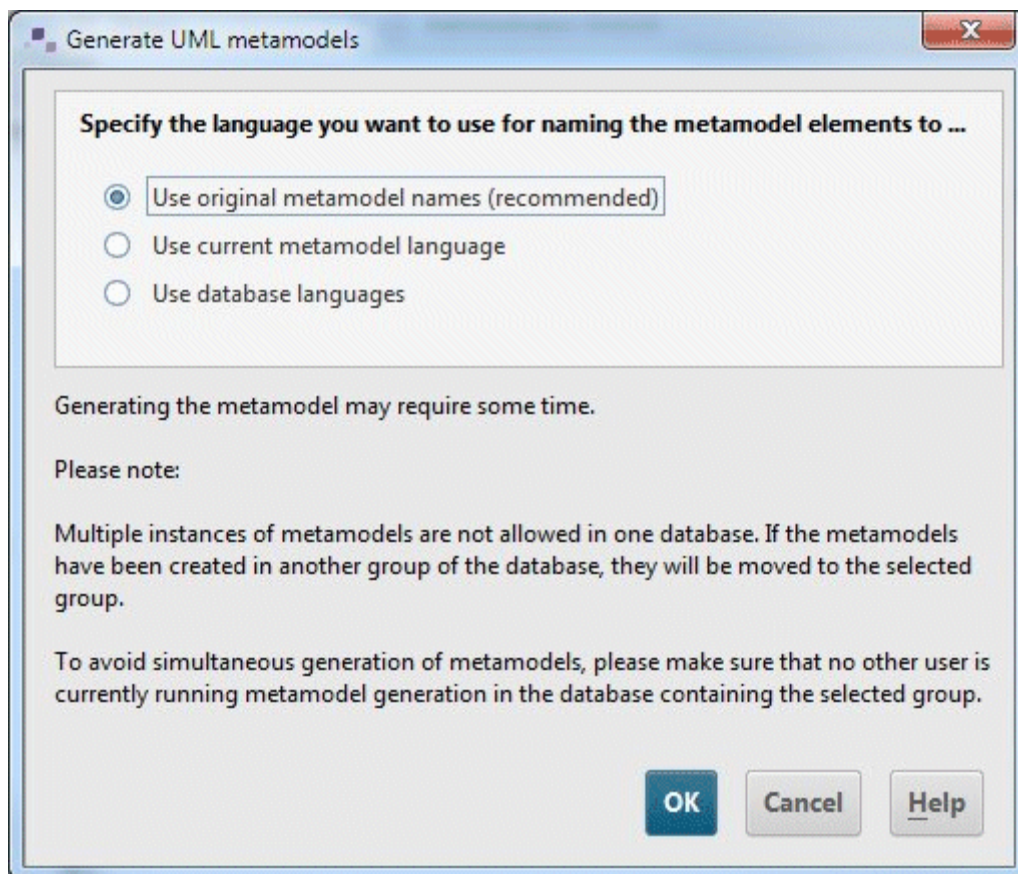 Generate UML metamodels
Specify the language you want to use for naming the metamodel elements to ...
Use original metamodel names (recommended)
Use current metamodel language
Use database languages
Generating the metamodel may require some time.
Please note:
Multiple instances of metamodels are not allowed in one database. If the metamodels
have been created in another group of the database, they will be moved to the selected
group.
To avoid simultaneous generation of metamodels, please make sure that no other user is
currently running metamodel generation in the database containing the selected group.
OK Cancel Help